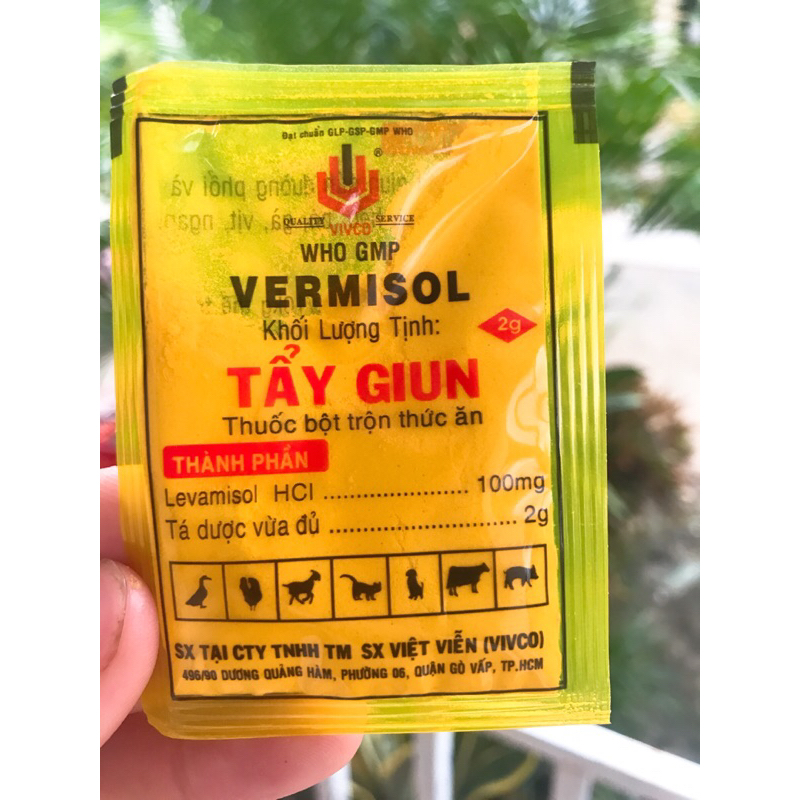 Đạt chuẩn GLP-GSP-GMP WHO
®
QUALITY SERVICE
VIVCO
WHO GMP
VERMISOL
Khối Lượng Tịnh: 2g
TẨY GIUN
Thuốc bột trộn thức ăn
THÀNH PHẦN
Levamisol HCl ..................... 100mg
Tá dược vừa đủ ........................... 2g
SX TẠI CTY TNHH TM SX VIỆT VIỄN (VIVCO)
496/90 DƯƠNG QUẢNG HÀM, PHƯỜNG 06, QUẬN GÒ VẤP, TP.HCM